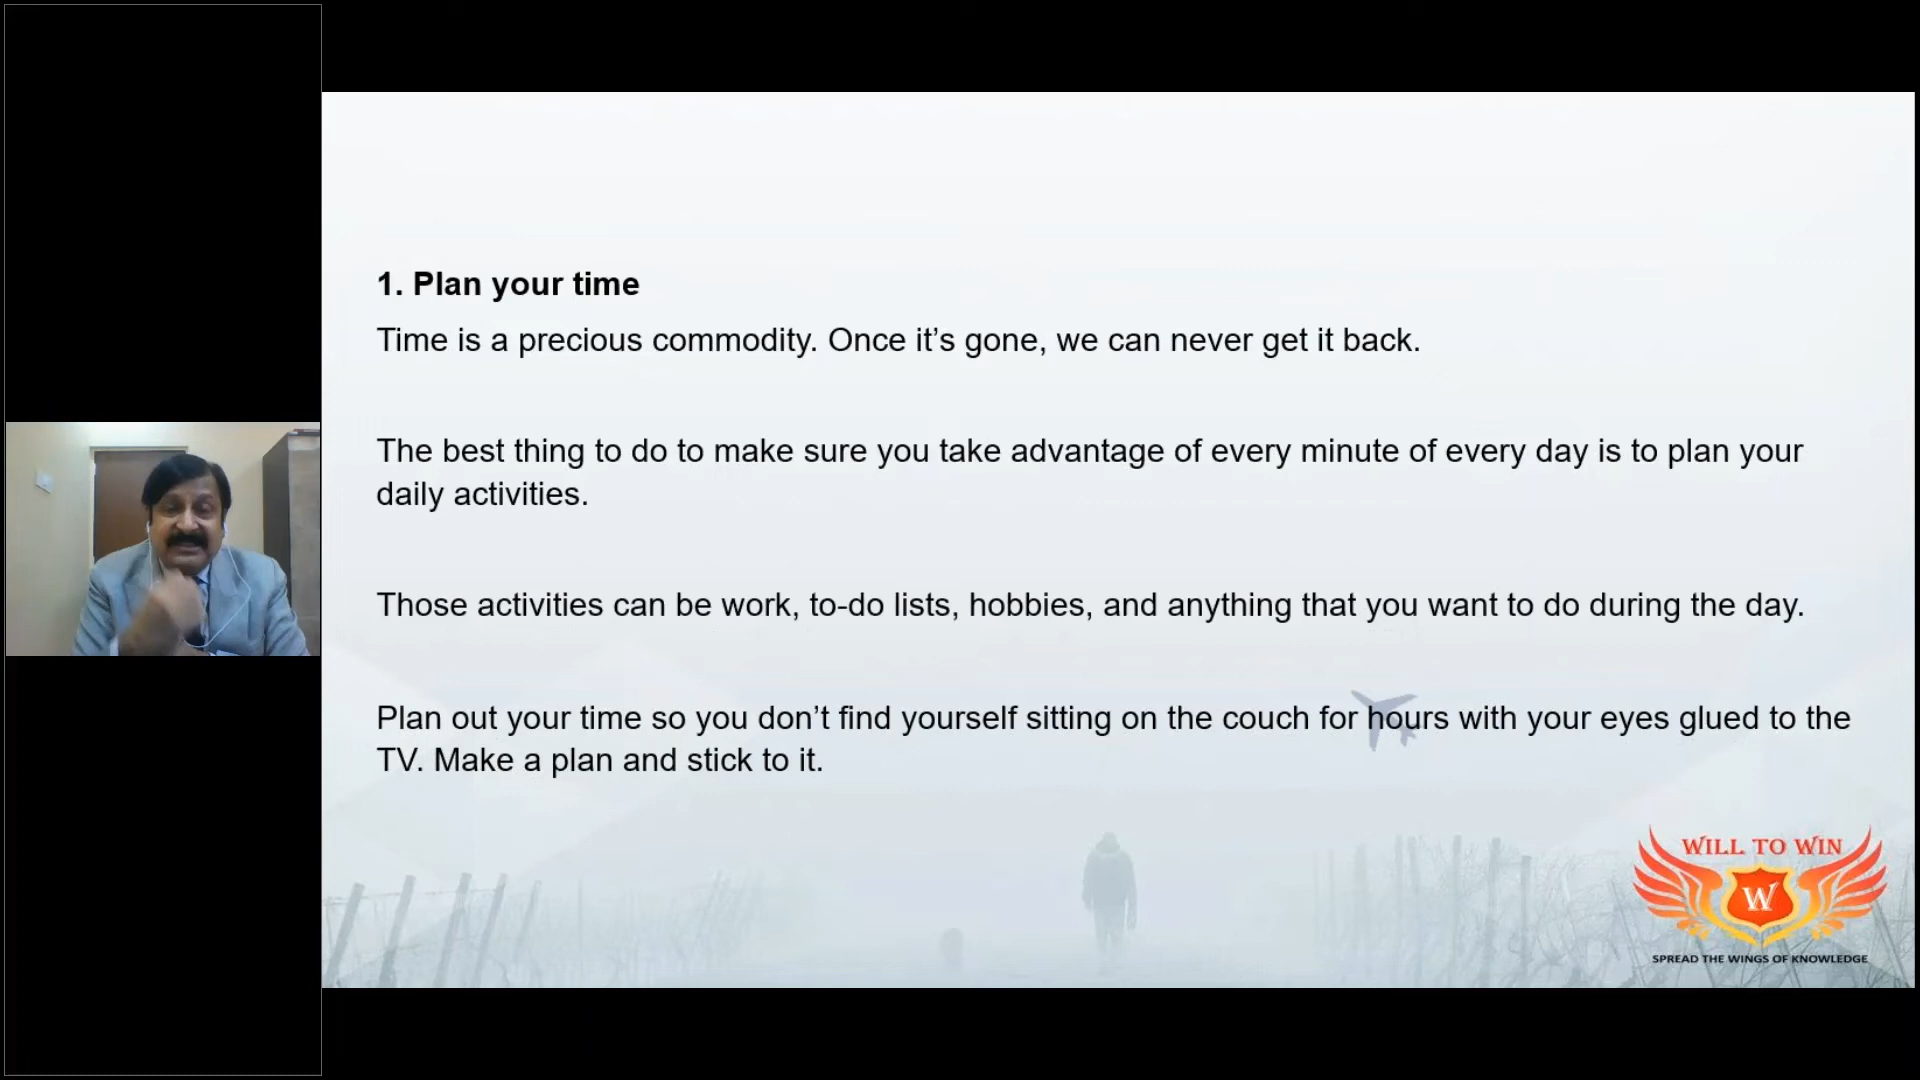 1. Plan your time
Time is a precious commodity. Once it’s gone, we can never get it back.
The best thing to do to make sure you take advantage of every minute of every day is to plan your
daily activities.
Those activities can be work, to-do lists, hobbies, and anything that you want to do during the day.
Plan out your time so you don’t find yourself sitting on the couch for hours with your eyes glued to the
TV. Make a plan and stick to it.
WILL TO WIN
W
SPREAD THE WINGS OF KNOWLEDGE